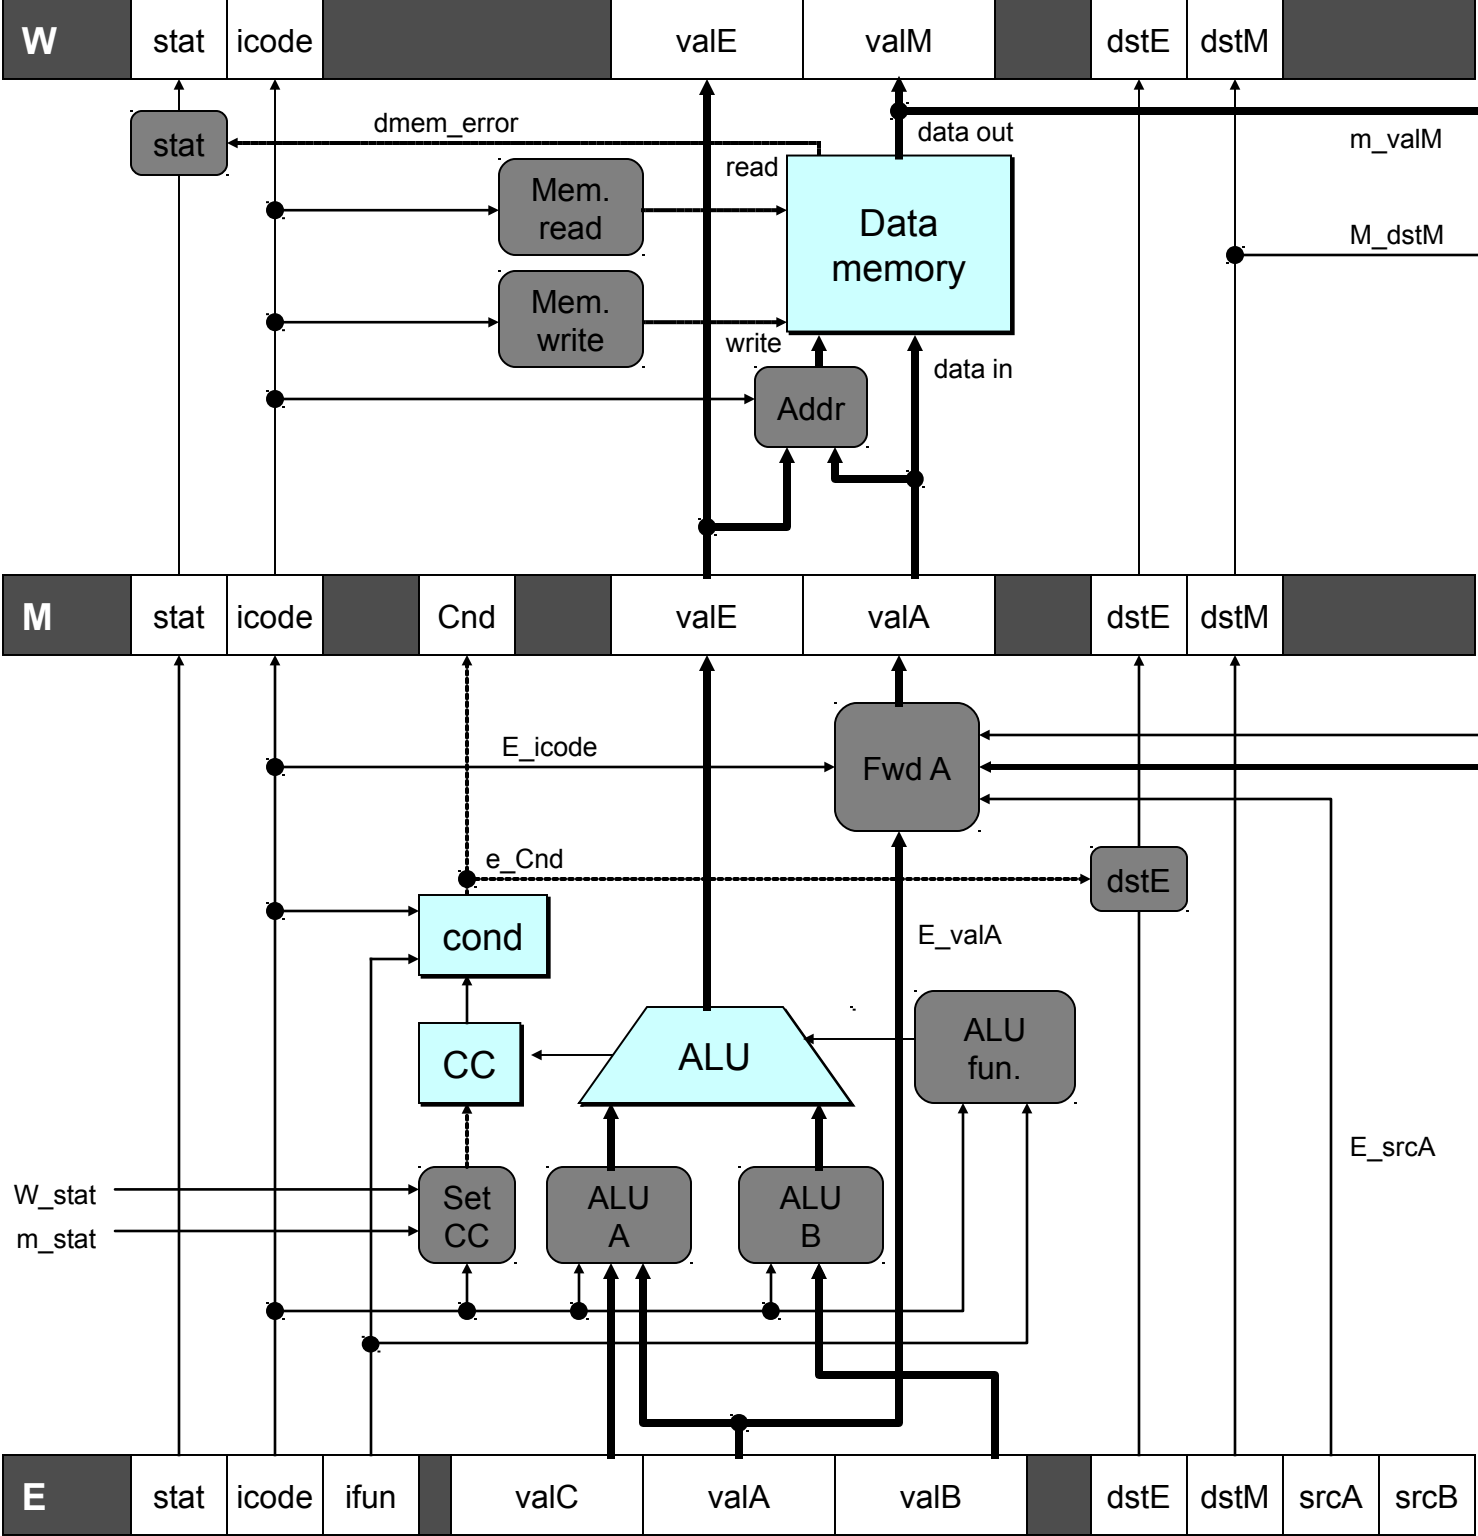 W stat icode valE valM dstE dstM
dmem_error
data out
m_valM
stat
read
Mem.
read
Data
memory
M_dstM
Mem.
write
write
data in
Addr
M stat icode Cnd valE valA dstE dstM
E_icode
Fwd A
e_Cnd
dstE
cond
E_valA
CC
ALU
ALU
fun.
E_srcA
W_stat
m_stat
Set
CC
ALU
A
ALU
B
E stat icode ifun valC valA valB dstE dstM srcA srcB